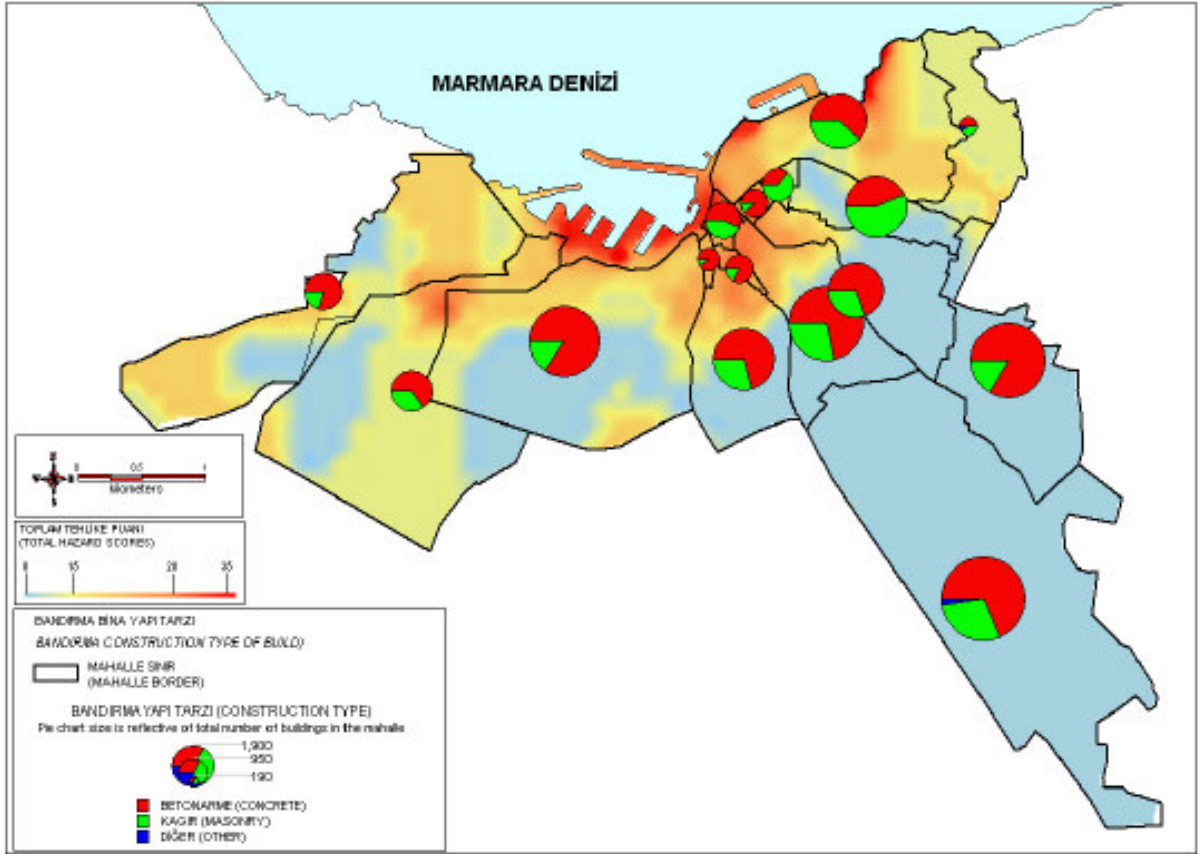 MARMARA DENİZİ
0 0.5 1
kilometers
TOPLAM TEHLİKE PUANI
(TOTAL HAZARD SCORES)
0 15 20 35
BANDIRMA BİNA YAPI TARZI
BANDIRMA CONSTRUCTION TYPE OF BUILD)
MAHALLE SINIR
(MAHALLE BORDER)
BANDIRMA YAPI TARZI (CONSTRUCTION TYPE)
Pie chart size is reflective of total number of buildings in the mahalle
1,900
950
190
BETONARME (CONCRETE)
KAGIR (MASONRY)
DİĞER (OTHER)